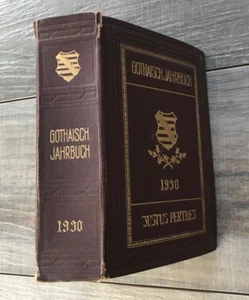 GOTHAISCH.
JAHRBUCH
1930
GOTHAISCH. JAHRBUCH
1930
JUSTUS PERTHES